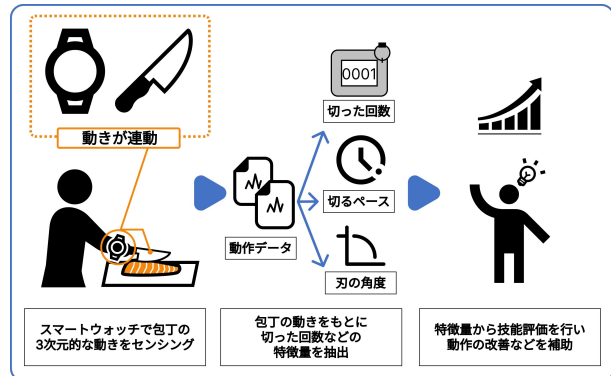 動きが連動
0001
切った回数
切るペース
動作データ
刃の角度
スマートウォッチで包丁の
3次元的な動きをセンシング
包丁の動きをもとに
切った回数などの
特徴量を抽出
特徴量から技能評価を行い
動作の改善などを補助